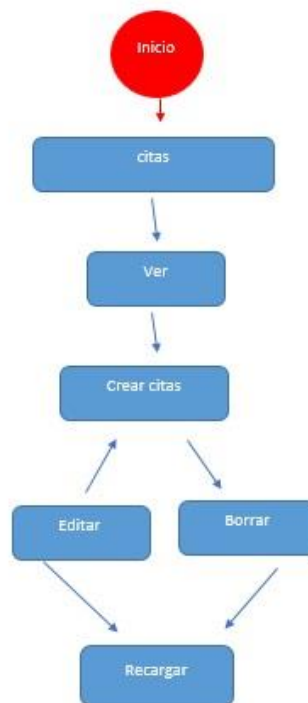 Inicio
citas
Ver
Crear citas
Editar
Borrar
Recargar